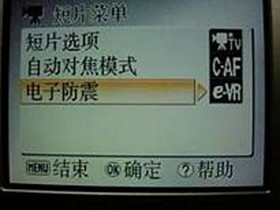 短片菜单
短片选项 TV
自动对焦模式 C-AF
电子防震 e-VR
MENU 结束 OK 确定 ? 帮助